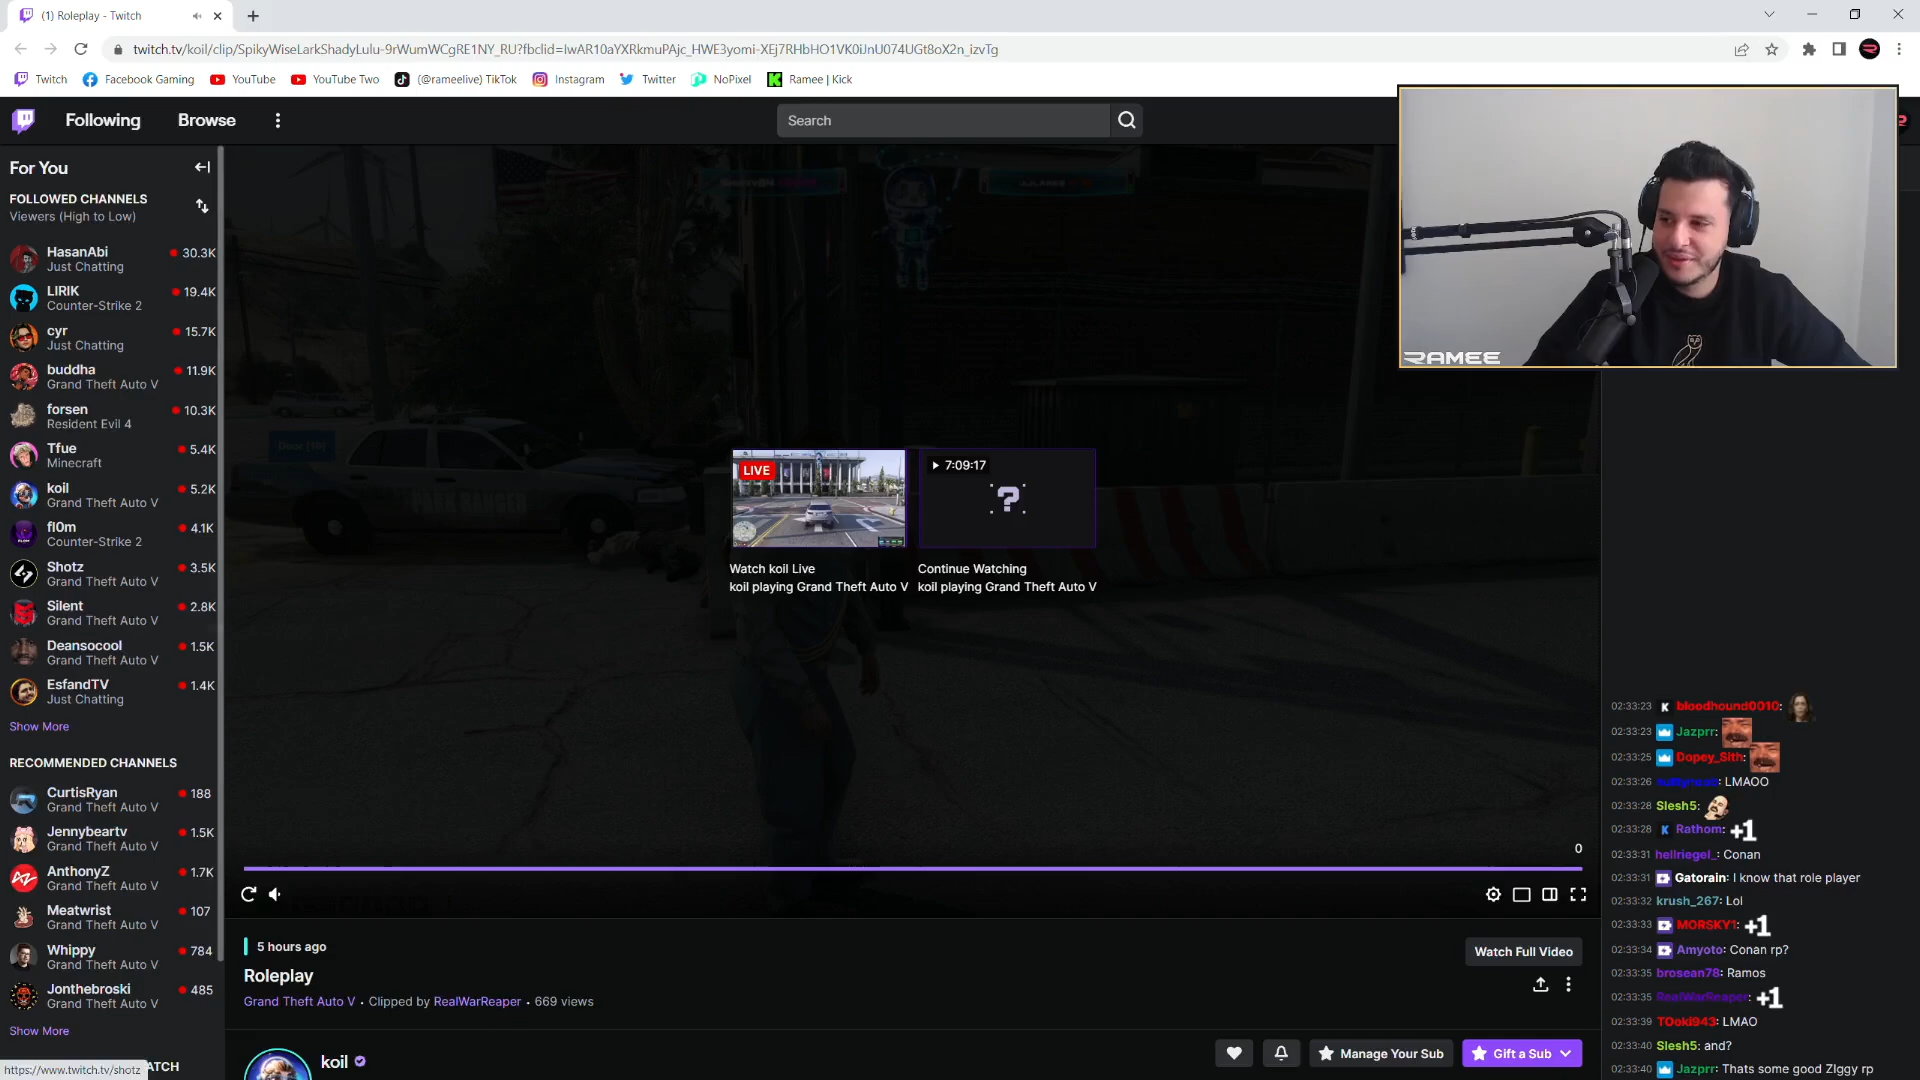 (1) Roleplay - Twitch
twitch.tv/koil/clip/SpikyWiseLarkShadyLulu-9rWumWCgRE1NY_RU?fbclid=IwAR10aYXRkmuPAjc_HWE3yomi-XEj7RHbHO1VK0iJnU074UGt8oX2n_izvTg
Twitch
Facebook Gaming
YouTube
YouTube Two
(@rameelive) TikTok
Instagram
Twitter
NoPixel
Ramee | Kick
Following
Browse
Search
RAMEE
For You
FOLLOWED CHANNELS
Viewers (High to Low)
HasanAbi 30.3K
Just Chatting
LIRIK 19.4K
Counter-Strike 2
cyr 15.7K
Just Chatting
buddha 11.9K
Grand Theft Auto V
forsen 10.3K
Resident Evil 4
Tfue 5.4K
Minecraft
koil 5.2K
Grand Theft Auto V
fl0m 4.1K
Counter-Strike 2
Shotz 3.5K
Grand Theft Auto V
Silent 2.8K
Grand Theft Auto V
Deansocool 1.5K
Grand Theft Auto V
EsfandTV 1.4K
Just Chatting
Show More
RECOMMENDED CHANNELS
CurtisRyan 188
Grand Theft Auto V
Jennybeartv 1.5K
Grand Theft Auto V
AnthonyZ 1.7K
Grand Theft Auto V
Meatwrist 107
Grand Theft Auto V
Whippy 784
Grand Theft Auto V
Jonthebroski 485
Grand Theft Auto V
Show More
ATCH
https://www.twitch.tv/shotz
PARK RANGER
LIVE
7:09:17
?
Watch koil Live
koil playing Grand Theft Auto V
Continue Watching
koil playing Grand Theft Auto V
0
5 hours ago
Roleplay
Grand Theft Auto V • Clipped by RealWarReaper • 669 views
Watch Full Video
koil
Manage Your Sub
Gift a Sub
02:33:23 bloodhound0010:
02:33:23 Jazprr:
02:33:25 Dopey_Sith:
02:33:26 : LMAOO
02:33:28 Slesh5:
02:33:28 Rathom: +1
02:33:31 hellriegel_: Conan
02:33:31 Gatorain: I know that role player
02:33:32 krush_267: Lol
02:33:33 MORSKY1: +1
02:33:34 Amyoto: Conan rp?
02:33:35 brosean78: Ramos
02:33:35 RealWarReaper: +1
02:33:39 TOoki943: LMAO
02:33:40 Slesh5: and?
02:33:40 Jazprr: Thats some good ZIggy rp